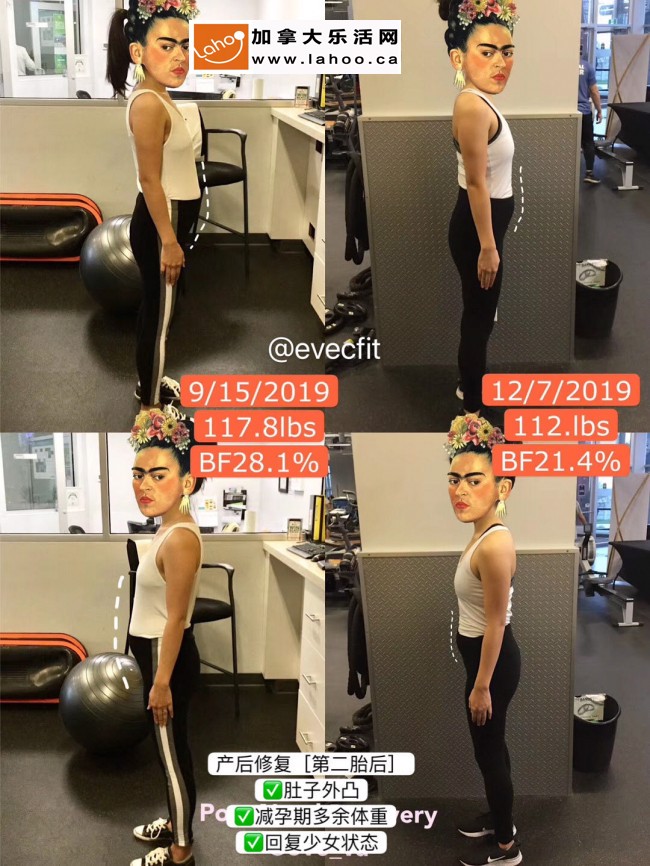 Lahoo
加拿大乐活网
www.lahoo.ca
@evecfit
9/15/2019
117.8lbs
BF28.1%
12/7/2019
112.lbs
BF21.4%
产后修复［第二胎后］
✅肚子外凸
✅减孕期多余体重
✅回复少女状态